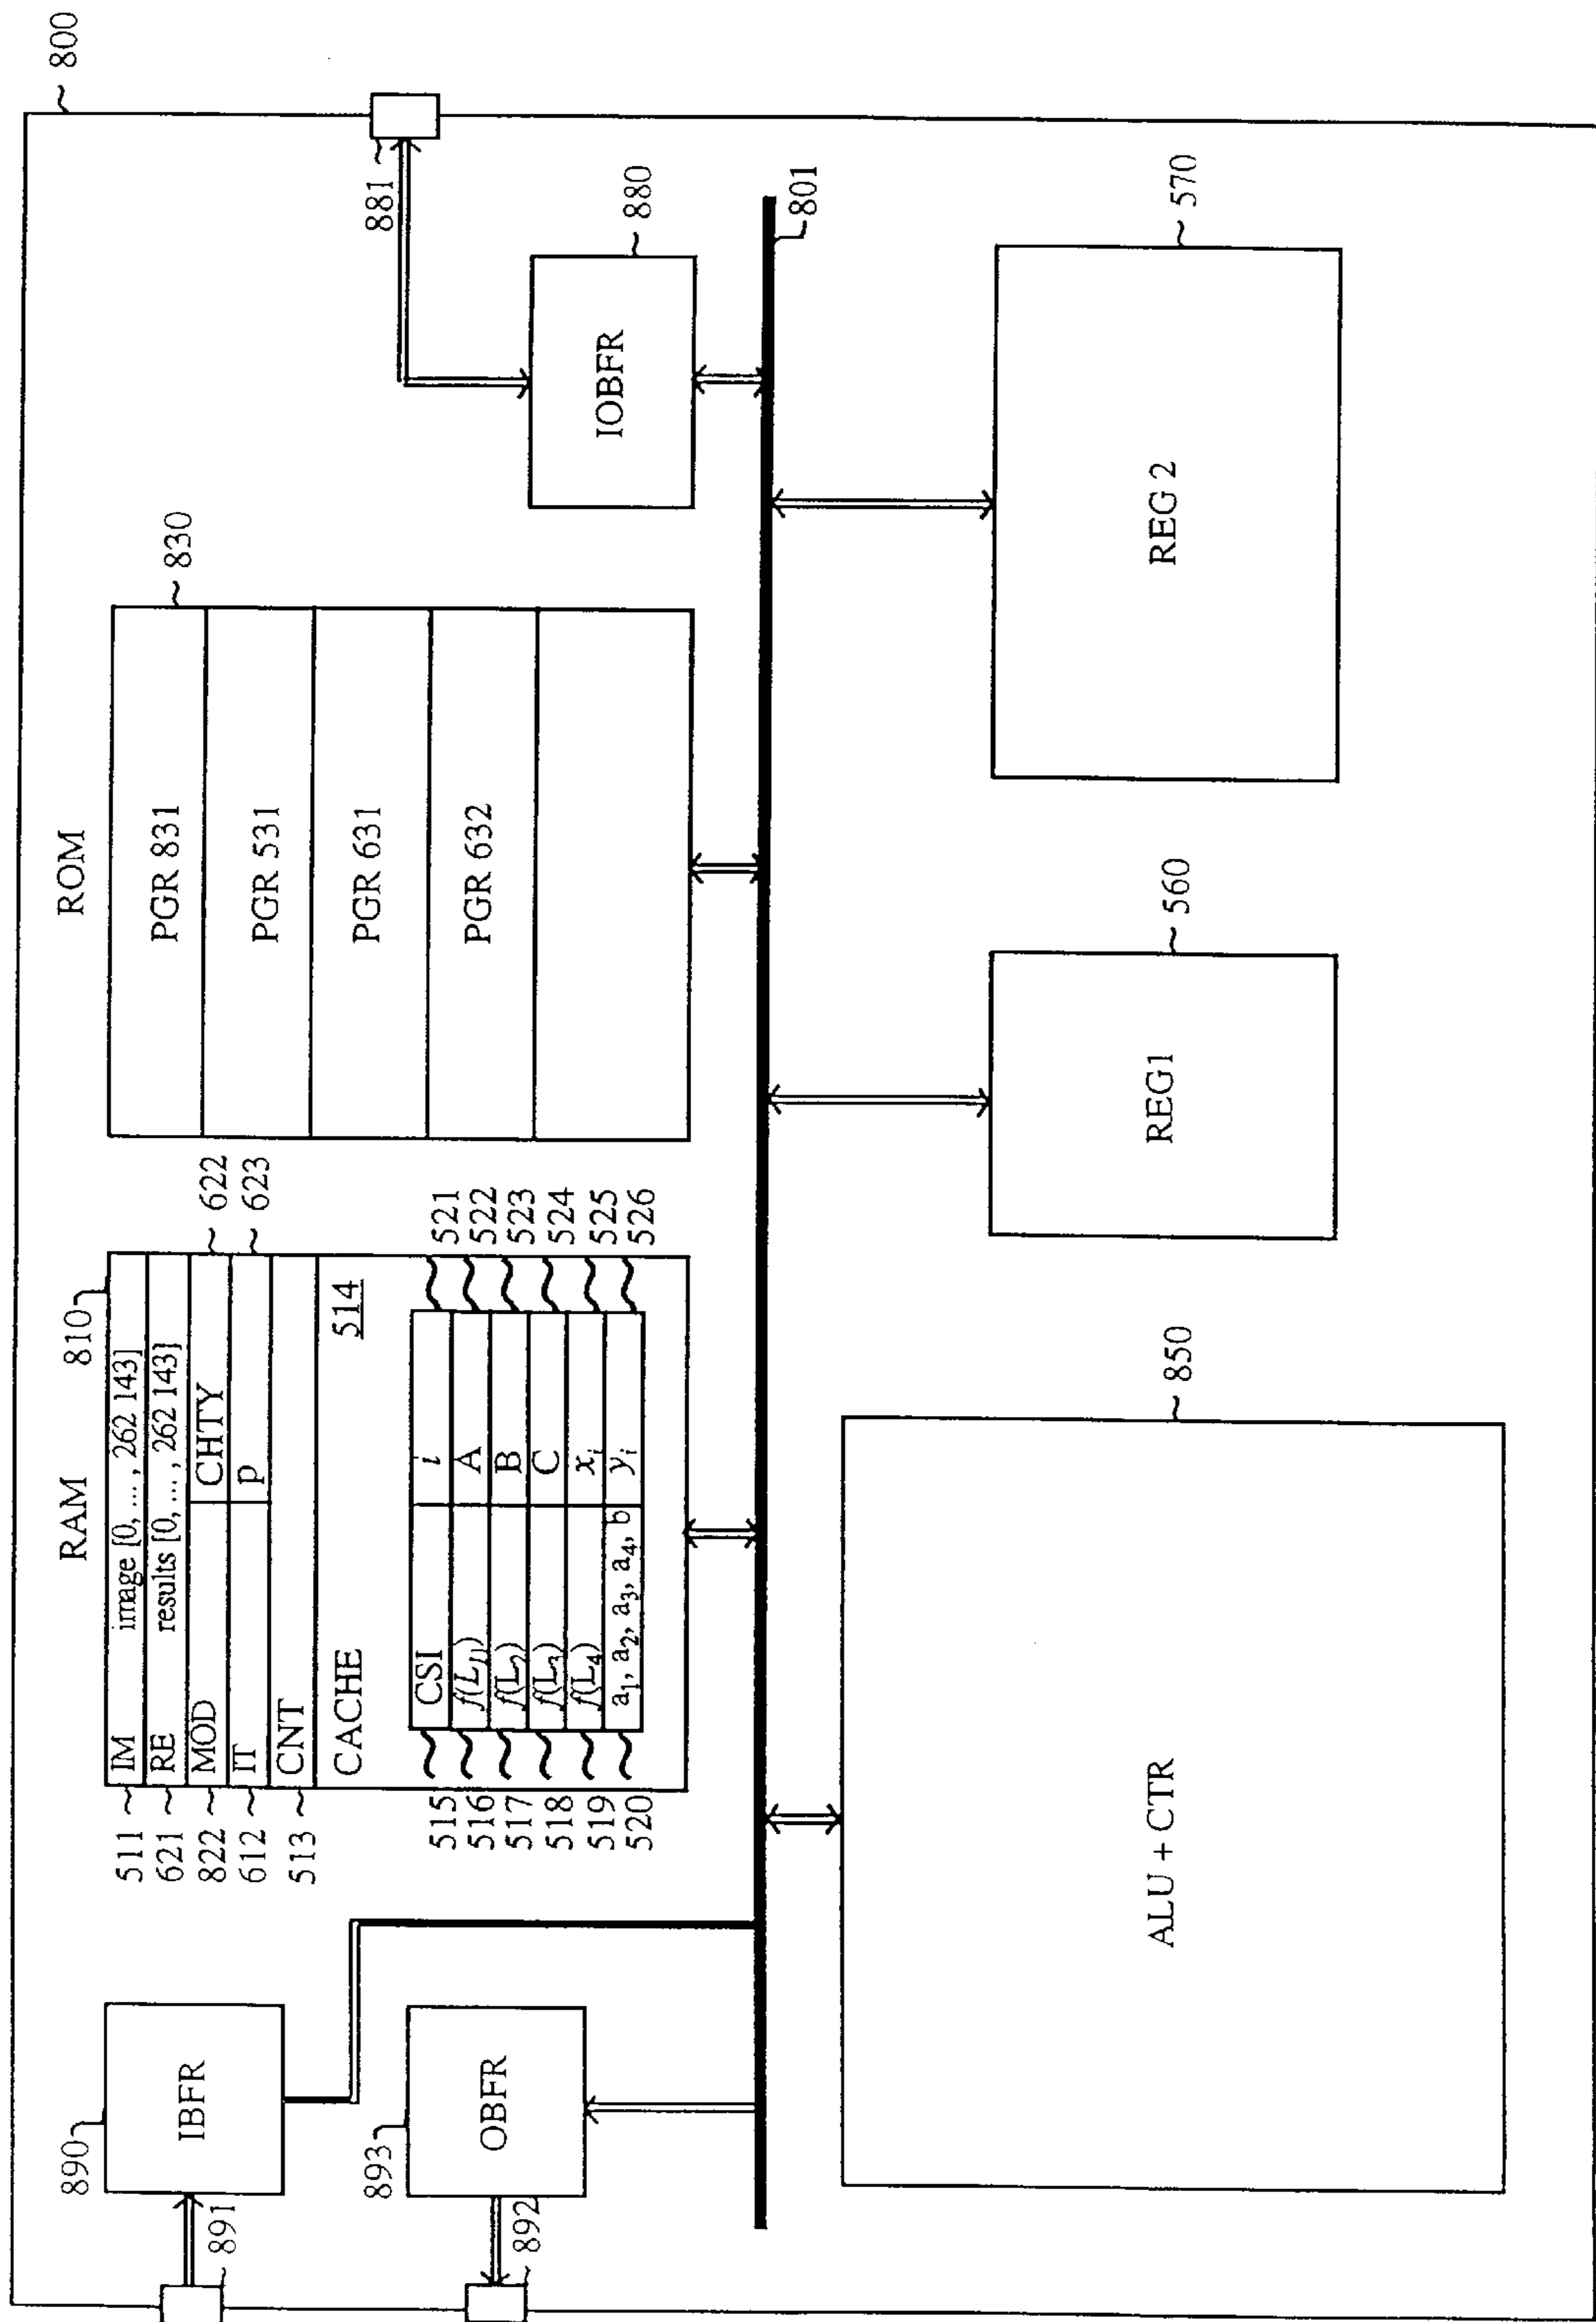 800
890
IBFR
891
893
OBFR
892
RAM
810
511
IM image [0, ... , 262 143]
621
RE results [0, ... , 262 143]
822
MOD
CHTY
622
612
IT
p
623
513
CNT
CACHE
514
515
CSI
i
521
516
A
522
517
f(L₂)
B
523
518
f(L₃)
C
524
519
f(L₄)
xᵢ
525
520
a₁, a₂, a₃, a₄, b
yᵢ
526
ROM
830
PGR 831
PGR 531
PGR 631
PGR 632
881
IOBFR
880
801
850
ALU + CTR
560
REG1
570
REG 2